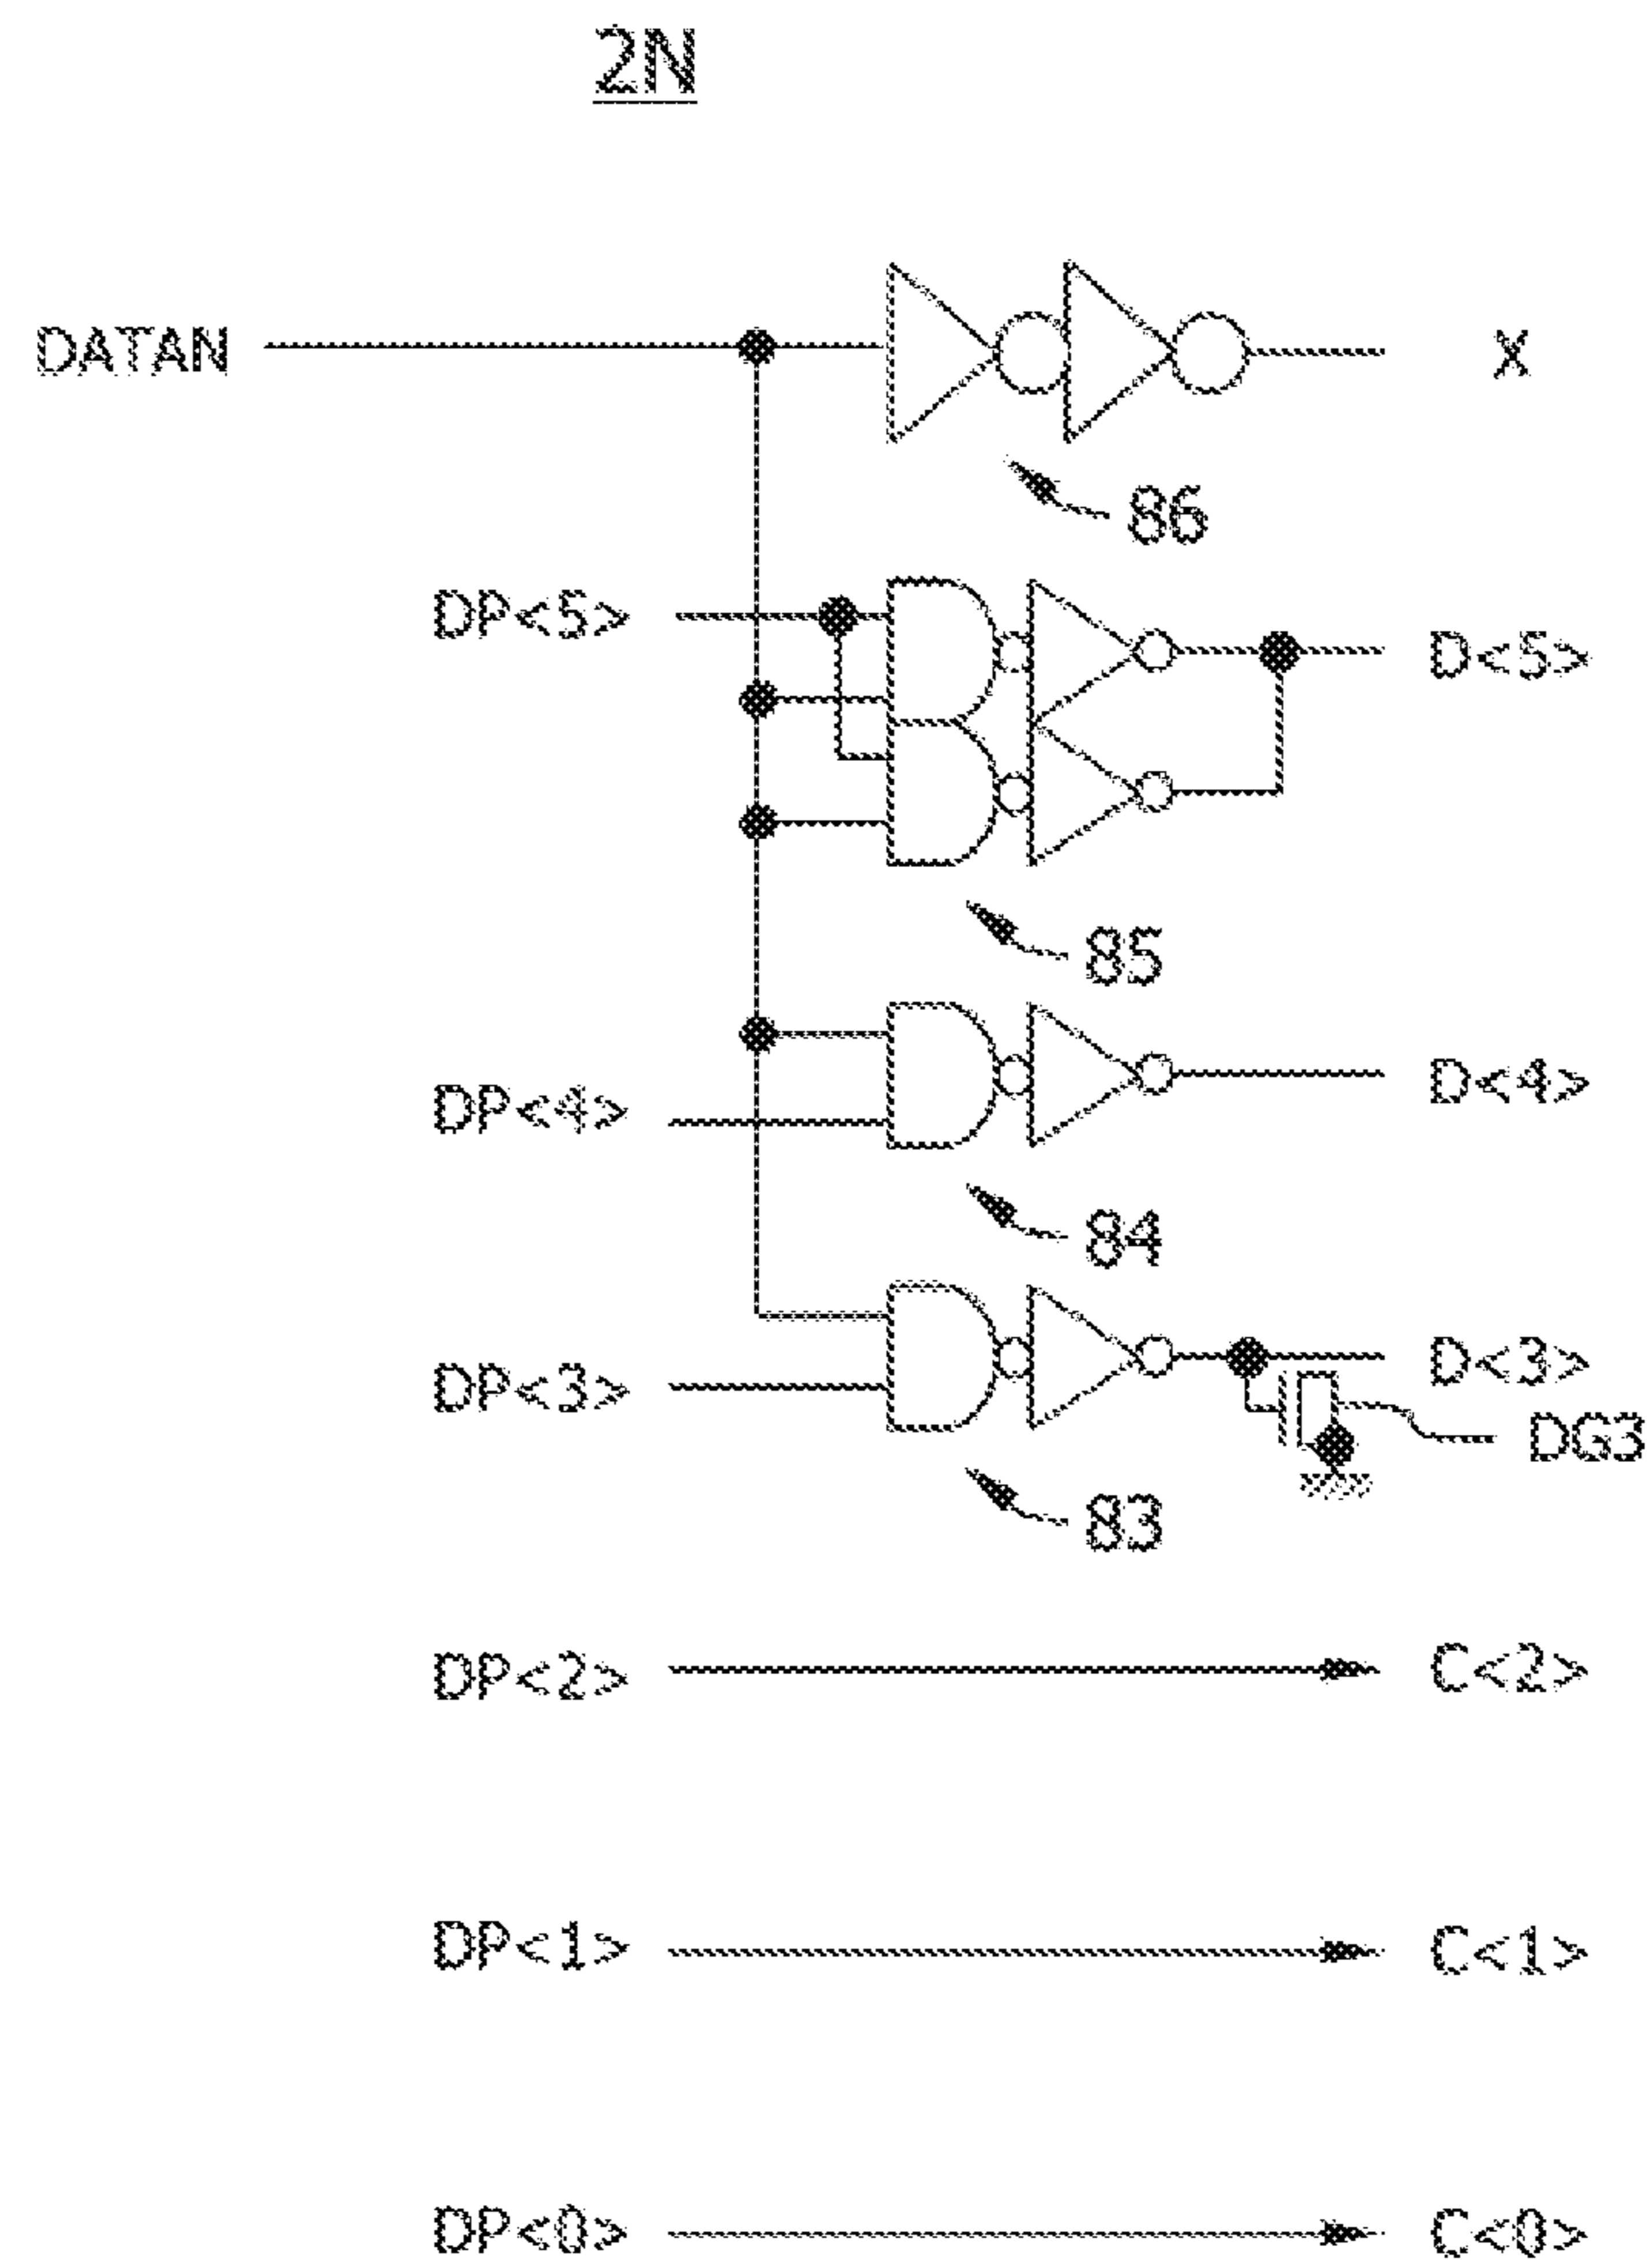 2N
DATAN
X
86
DP<5>
D<5>
85
DP<4>
D<4>
84
DP<3>
D<3>
DG3
83
DP<2>
C<2>
DP<1>
C<1>
DP<0>
C<0>